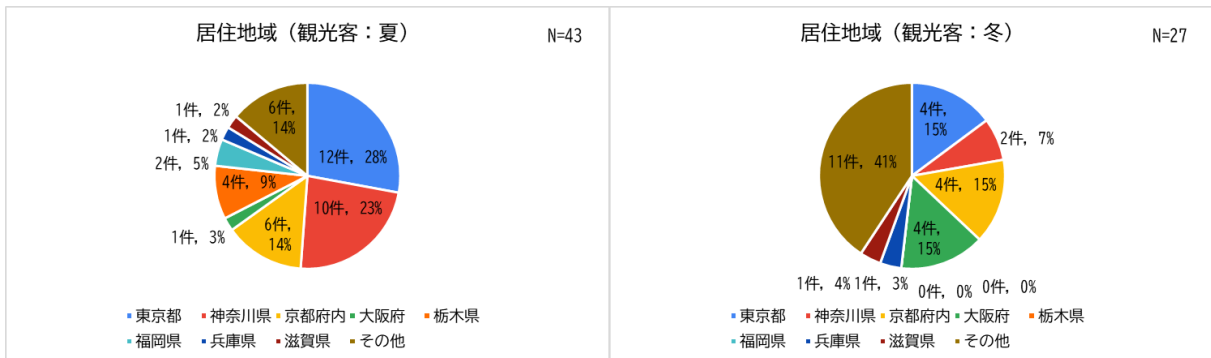 居住地域（観光客：夏）
N=43
12件, 28%
10件, 23%
6件,
14%
1件, 3%
4件, 9%
2件, 5%
1件, 2%
1件, 2%
6件,
14%
東京都 神奈川県 京都府内 大阪府 栃木県
福岡県 兵庫県 滋賀県 その他
居住地域（観光客：冬）
N=27
4件,
15%
2件, 7%
4件, 15%
4件,
15%
0件, 0%
0件, 0%
1件, 3%
1件, 4%
11件, 41%
東京都 神奈川県 京都府内 大阪府 栃木県
福岡県 兵庫県 滋賀県 その他